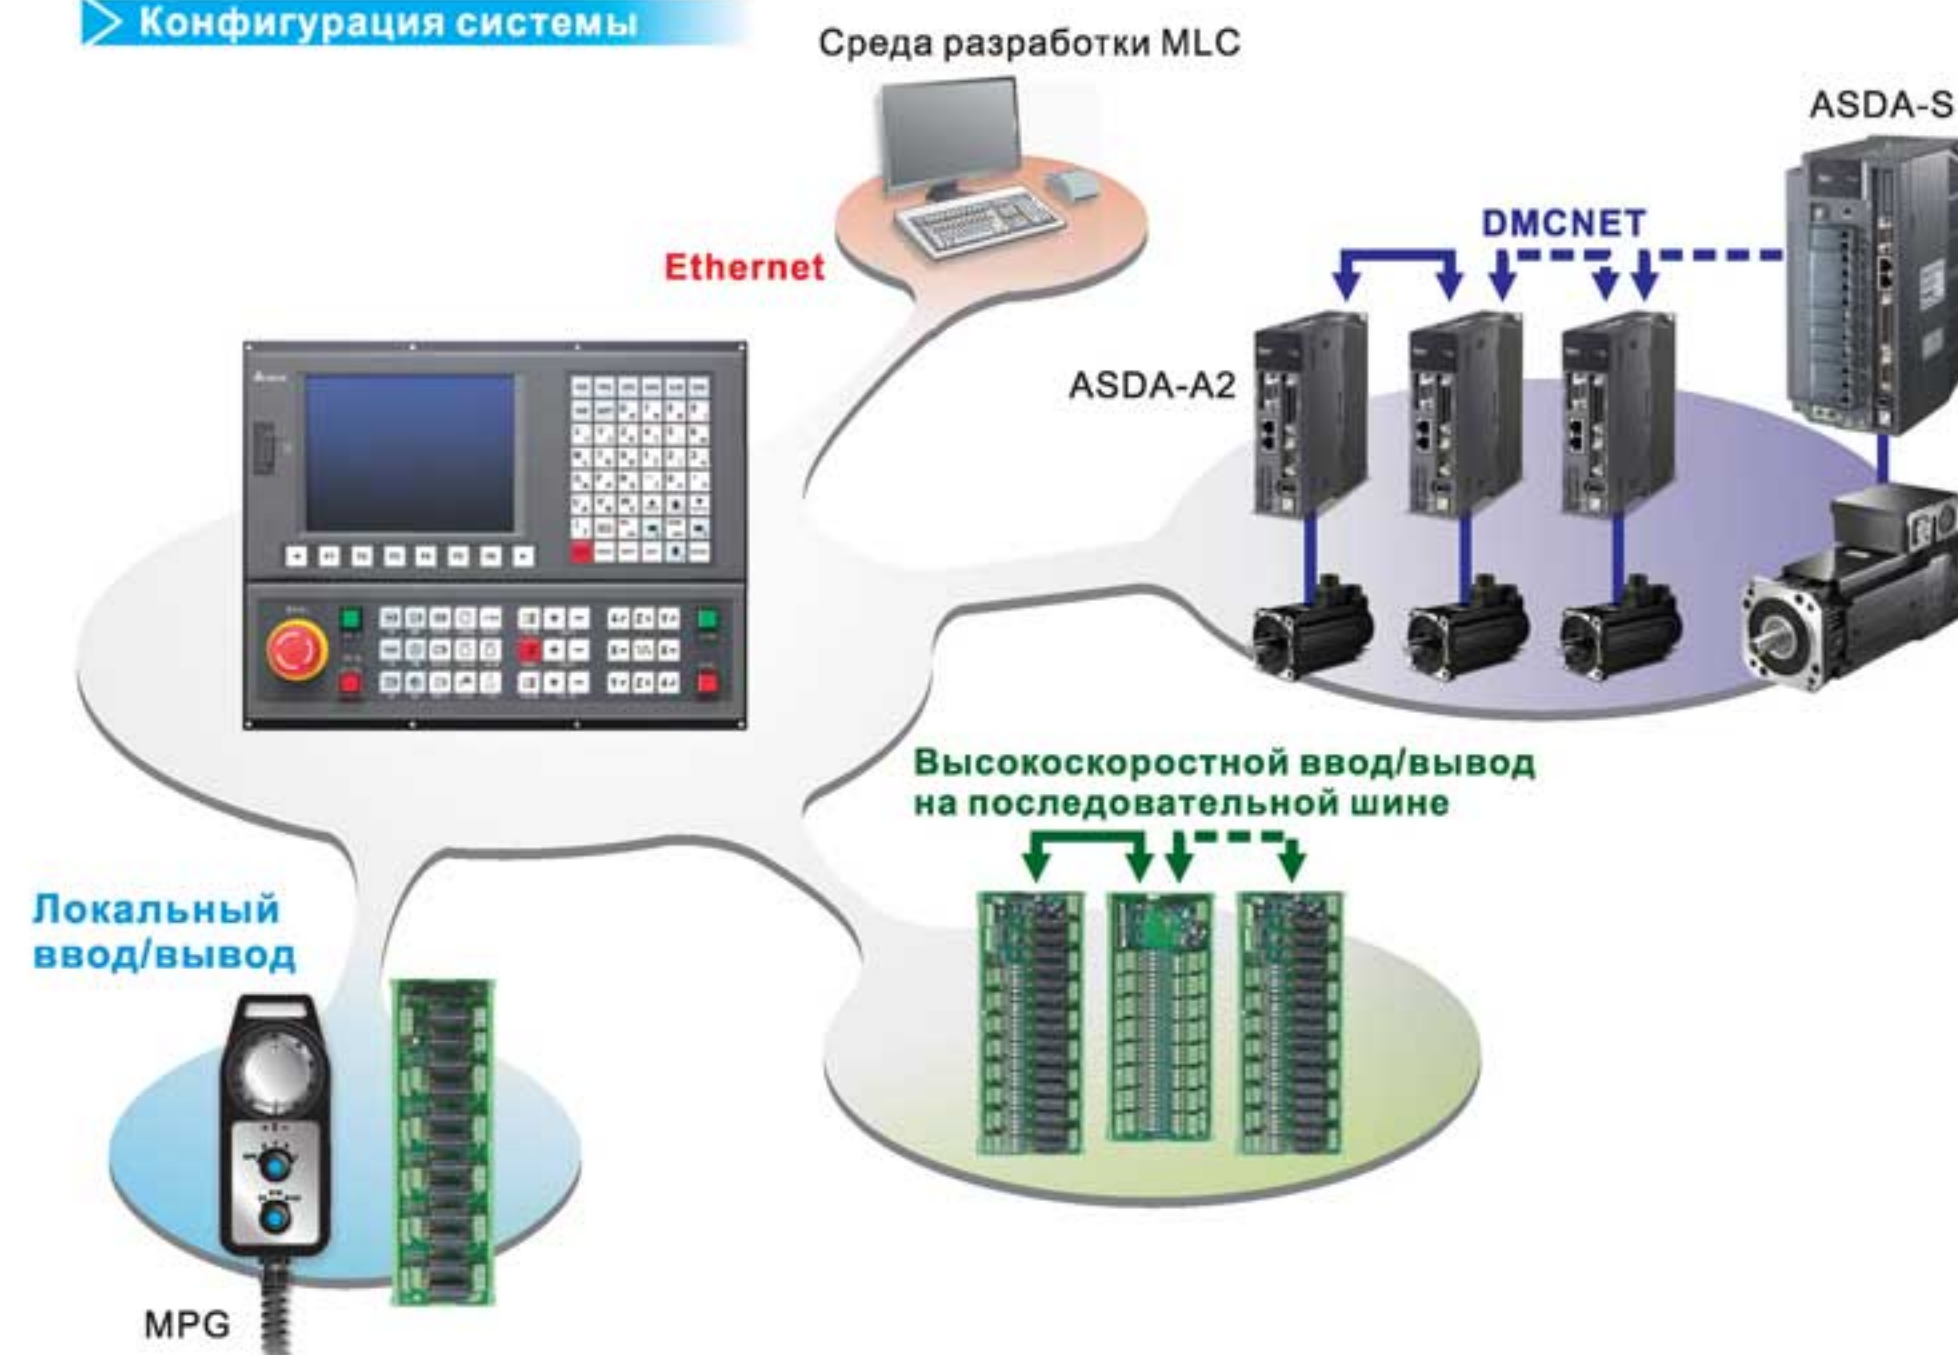 Конфигурация системы
Среда разработки MLC
ASDA-S
DMCNET
Ethernet
ASDA-A2
Высокоскоростной ввод/вывод
на последовательной шине
Локальный
ввод/вывод
MPG